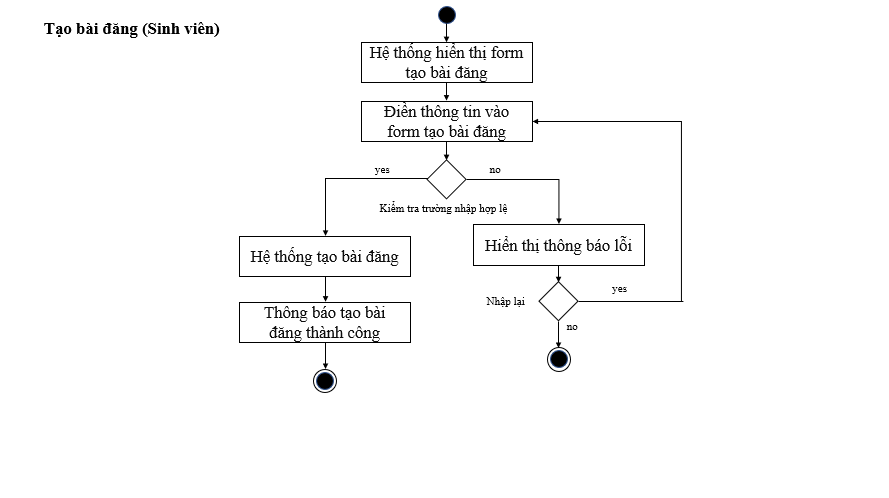 Tạo bài đăng (Sinh viên)
Hệ thống hiển thị form
tạo bài đăng
Điền thông tin vào
form tạo bài đăng
yes
no
Kiểm tra trường nhập hợp lệ
Hệ thống tạo bài đăng
Hiển thị thông báo lỗi
Nhập lại
yes
no
Thông báo tạo bài
đăng thành công